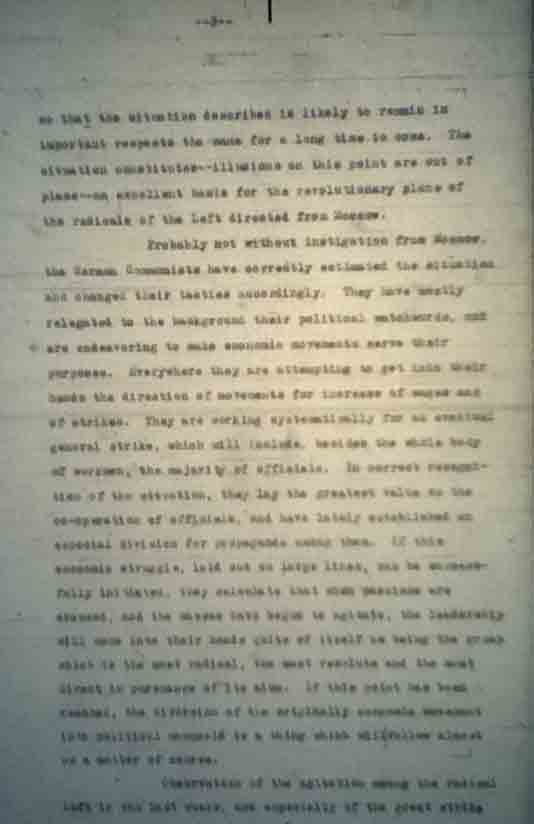 --3--
so that the situation described is likely to remain in
important respects the same for a long time to come. The
situation constitutes--illusions on this point are out of
place--an excellent basis for the revolutionary plans of
the radicals of the Left directed from Moscow.
Probably not without instigation from Moscow,
the German Communists have correctly estimated the situation
and changed their tactics accordingly. They have mostly
relegated to the background their political watchwords, and
are endeavoring to make economic movements serve their
purposes. Everywhere they are attempting to get into their
hands the direction of movements for increase of wages and
of strikes. They are working systematically for an eventual
general strike, which will include, besides the whole body
of workmen, the majority of officials. In correct recogni-
tion of the situation, they lay the greatest value on the
co-operation of officials, and have lately established an
especial division for propaganda among them. If this
economic struggle, laid out on large lines, can be success-
fully initiated, they calculate that when passions are
aroused, and the masses have begun to agitate, the leadership
will come into their hands quite of itself as being the group
which is the most radical, the most resolute and the most
direct in pursuance of its aims. If this point has been
reached, the diversion of the originally economic movement
into political channels is a thing which will follow almost
as a matter of course.
Observation of the agitation among the radical
Left in the last weeks, and especially of the great strike